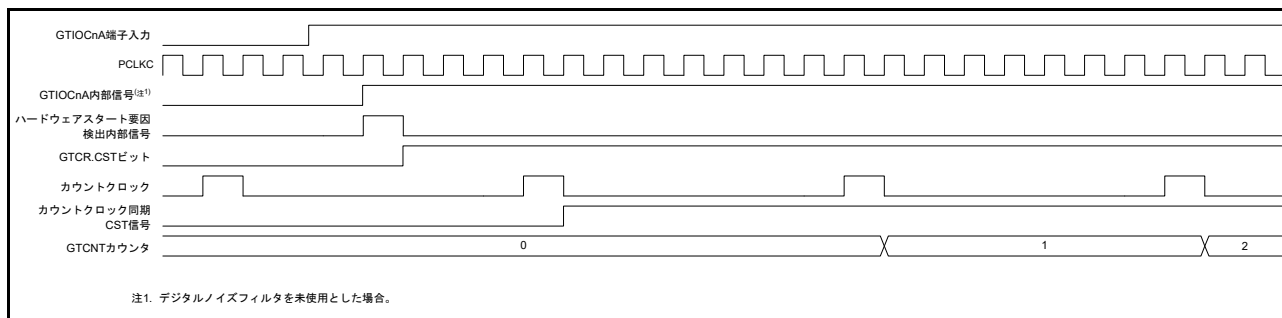 GTIOCnA端子入力
PCLKC
GTIOCnA内部信号(注1)
ハードウェアスタート要因
検出内部信号
GTCR.CSTビット
カウントクロック
カウントクロック同期
CST信号
GTCNTカウンタ 0 1 2
注1. デジタルノイズフィルタを未使用とした場合。